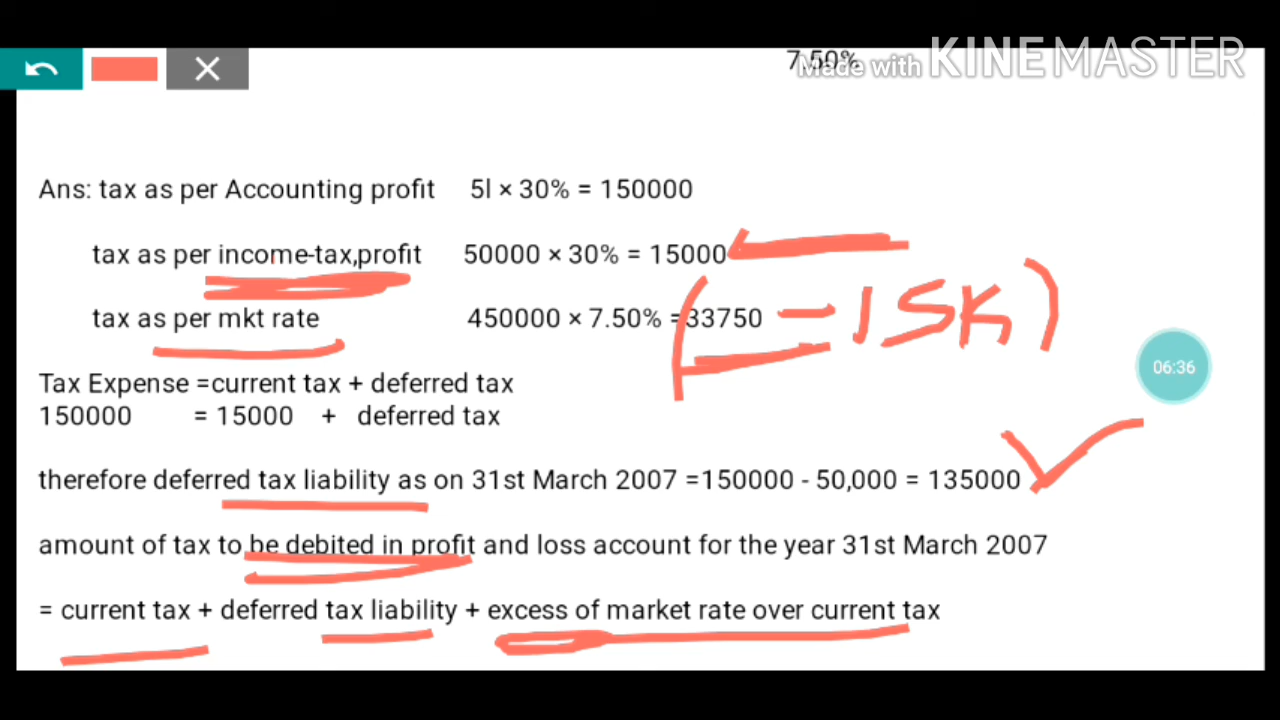 7.50%
Made with KINEMASTER
Ans: tax as per Accounting profit 5l × 30% = 150000
tax as per income-tax,profit 50000 × 30% = 15000
tax as per mkt rate 450000 × 7.50% =33750 - 15K)
06:36
Tax Expense =current tax + deferred tax
150000 = 15000 + deferred tax
therefore deferred tax liability as on 31st March 2007 =150000 - 50,000 = 135000
amount of tax to be debited in profit and loss account for the year 31st March 2007
= current tax + deferred tax liability + excess of market rate over current tax